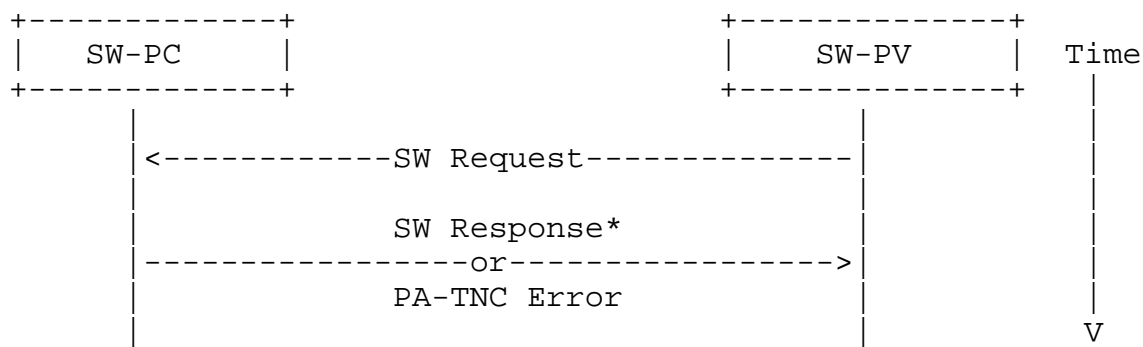 SW-PC SW-PV Time
SW Request
SW Response*
or
PA-TNC Error
V